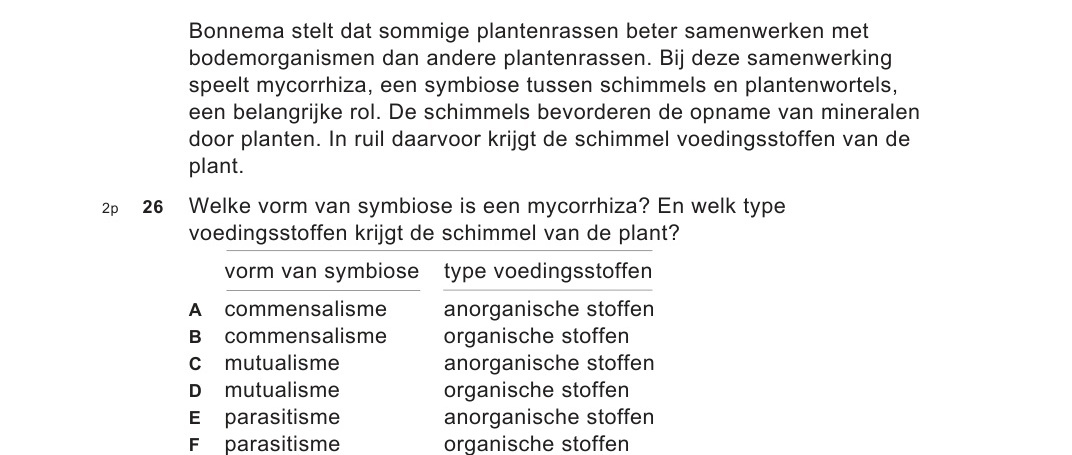 Bonnema stelt dat sommige plantenrassen beter samenwerken met
bodemorganismen dan andere plantenrassen. Bij deze samenwerking
speelt mycorrhiza, een symbiose tussen schimmels en plantenwortels,
een belangrijke rol. De schimmels bevorderen de opname van mineralen
door planten. In ruil daarvoor krijgt de schimmel voedingsstoffen van de
plant.
2p 26 Welke vorm van symbiose is een mycorrhiza? En welk type
voedingsstoffen krijgt de schimmel van de plant?
vorm van symbiose type voedingsstoffen
A commensalisme anorganische stoffen
B commensalisme organische stoffen
C mutualisme anorganische stoffen
D mutualisme organische stoffen
E parasitisme anorganische stoffen
F parasitisme organische stoffen